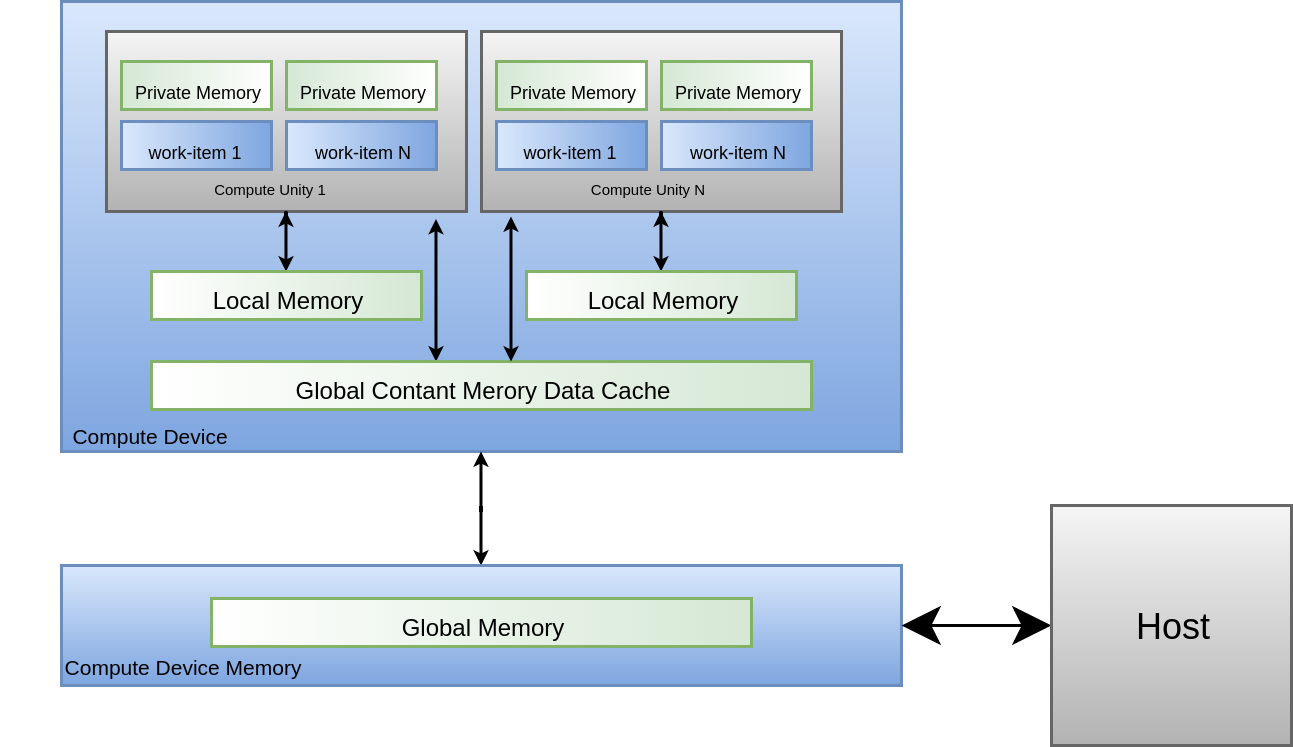 Private Memory
Private Memory
work-item 1
work-item N
Compute Unity 1
Private Memory
Private Memory
work-item 1
work-item N
Compute Unity N
Local Memory
Local Memory
Global Contant Merory Data Cache
Compute Device
Global Memory
Compute Device Memory
Host